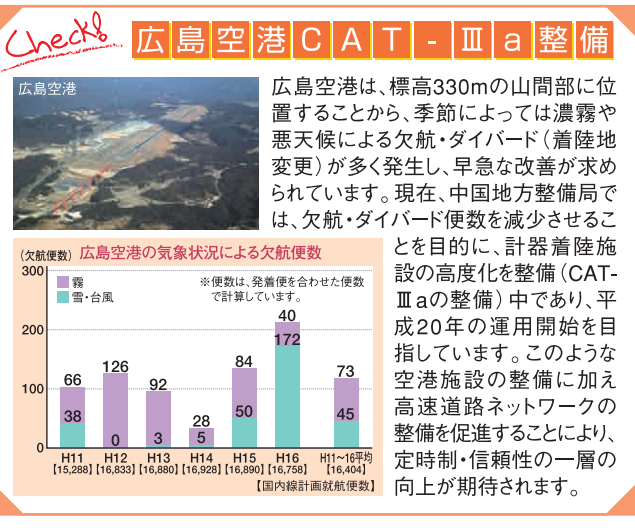 Check!
広島空港CAT-Ⅲa整備
広島空港
広島空港は、標高330mの山間部に位
置することから、季節によっては濃霧や
悪天候による欠航・ダイバード（着陸地
変更）が多く発生し、早急な改善が求め
られています。現在、中国地方整備局で
は、欠航・ダイバード便数を減少させるこ
とを目的に、計器着陸施
設の高度化を整備（CAT-
Ⅲaの整備）中であり、平
成20年の運用開始を目
指しています。このような
空港施設の整備に加え
高速道路ネットワークの
整備を促進することにより、
定時制・信頼性の一層の
向上が期待されます。
（欠航便数）広島空港の気象状況による欠航便数
300
200
100
0
霧
雪・台風
※便数は、発着便を合わせた便数
で計算しています。
66 126 92 28 84 40 73
38 0 3 5 50 172 45
H11 H12 H13 H14 H15 H16 H11～16平均
【15,288】【16,833】【16,880】【16,928】【16,890】【16,758】【16,404】
【国内線計画就航便数】